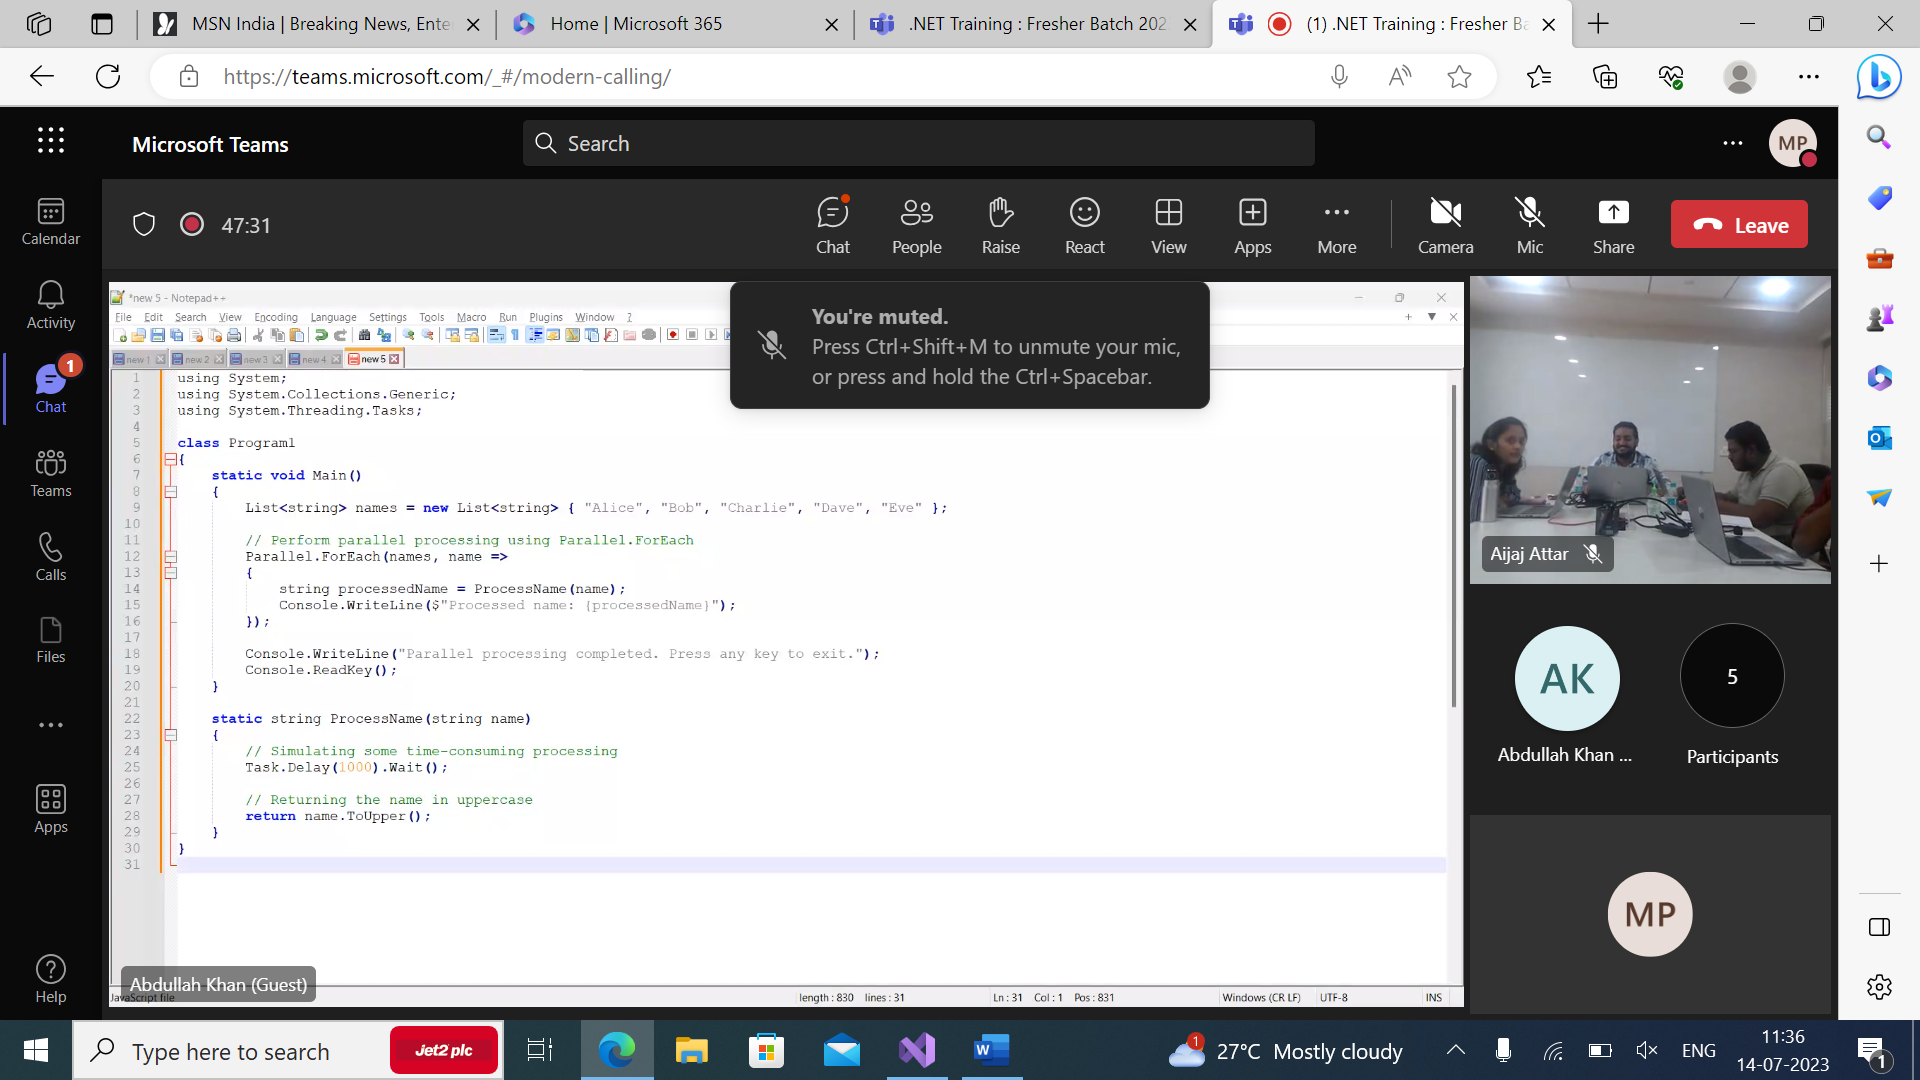 MSN India | Breaking News, Ente
Home | Microsoft 365
.NET Training : Fresher Batch 202
(1) .NET Training : Fresher Ba
https://teams.microsoft.com/_#/modern-calling/
Microsoft Teams
Search
MP
47:31
Chat
People
Raise
React
View
Apps
More
Camera
Mic
Share
Leave
Calendar
Activity
1
Chat
Teams
Calls
Files
Apps
Help
You're muted.
Press Ctrl+Shift+M to unmute your mic,
or press and hold the Ctrl+Spacebar.
*new 5 - Notepad++
File Edit Search View Encoding Language Settings Tools Macro Run Plugins Window ?
new 1 new 2 new 3 new 4 new 5
1 using System;
2 using System.Collections.Generic;
3 using System.Threading.Tasks;
4
5 class Program1
6 {
7 static void Main()
8 {
9 List<string> names = new List<string> { "Alice", "Bob", "Charlie", "Dave", "Eve" };
10
11 // Perform parallel processing using Parallel.ForEach
12 Parallel.ForEach(names, name =>
13 {
14 string processedName = ProcessName(name);
15 Console.WriteLine($"Processed name: {processedName}");
16 });
17
18 Console.WriteLine("Parallel processing completed. Press any key to exit.");
19 Console.ReadKey();
20 }
21
22 static string ProcessName(string name)
23 {
24 // Simulating some time-consuming processing
25 Task.Delay(1000).Wait();
26
27 // Returning the name in uppercase
28 return name.ToUpper();
29 }
30 }
31
Abdullah Khan (Guest)
JavaScript file
length : 830 lines : 31
Ln : 31 Col : 1 Pos : 831
Windows (CR LF)
UTF-8
INS
Aijaj Attar
AK
Abdullah Khan ...
5
Participants
MP
Type here to search
Jet2 plc
1
27°C Mostly cloudy
ENG
11:36
14-07-2023
1